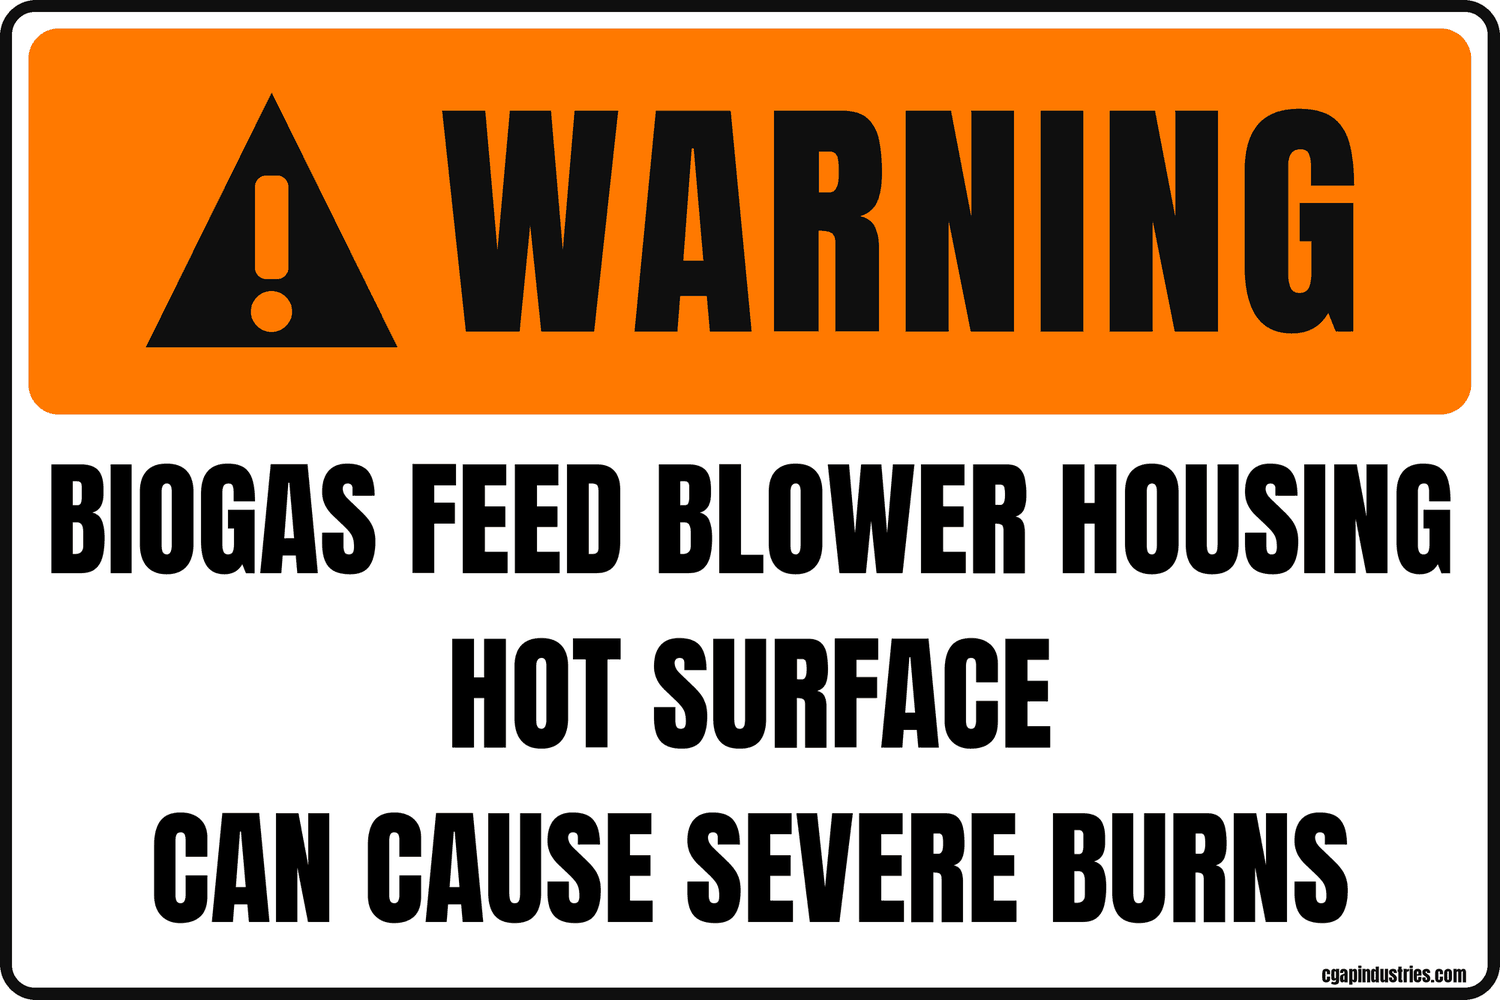 WARNING
BIOGAS FEED BLOWER HOUSING
HOT SURFACE
CAN CAUSE SEVERE BURNS
cgapindustries.com